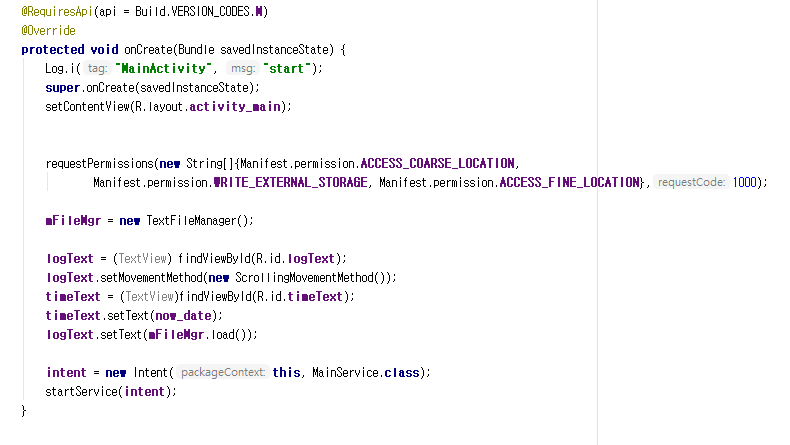 @RequiresApi(api = Build.VERSION_CODES.M)
@Override
protected void onCreate(Bundle savedInstanceState) {
Log.i( tag: "MainActivity", msg: "start");
super.onCreate(savedInstanceState);
setContentView(R.layout.activity_main);
requestPermissions(new String[]{Manifest.permission.ACCESS_COARSE_LOCATION,
Manifest.permission.WRITE_EXTERNAL_STORAGE, Manifest.permission.ACCESS_FINE_LOCATION}, requestCode: 1000);
mFileMgr = new TextFileManager();
logText = (TextView) findViewById(R.id.logText);
logText.setMovementMethod(new ScrollingMovementMethod());
timeText = (TextView)findViewById(R.id.timeText);
timeText.setText(now_date);
logText.setText(mFileMgr.load());
intent = new Intent( packageContext: this, MainService.class);
startService(intent);
}